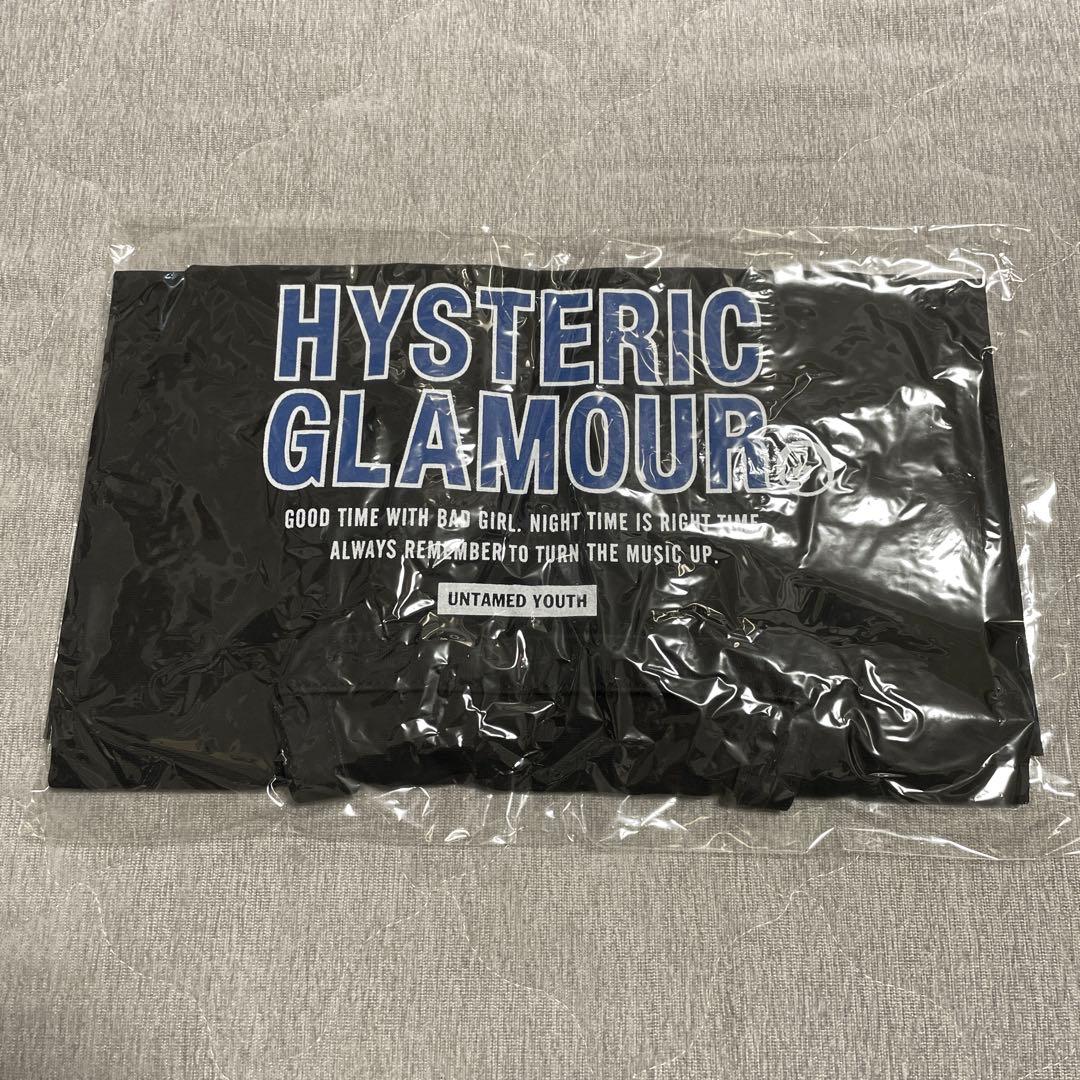 HYSTERIC
GLAMOUR
GOOD TIME WITH BAD GIRL. NIGHT TIME IS RIGHT TIME
ALWAYS REMEMBER TO TURN THE MUSIC UP.
UNTAMED YOUTH